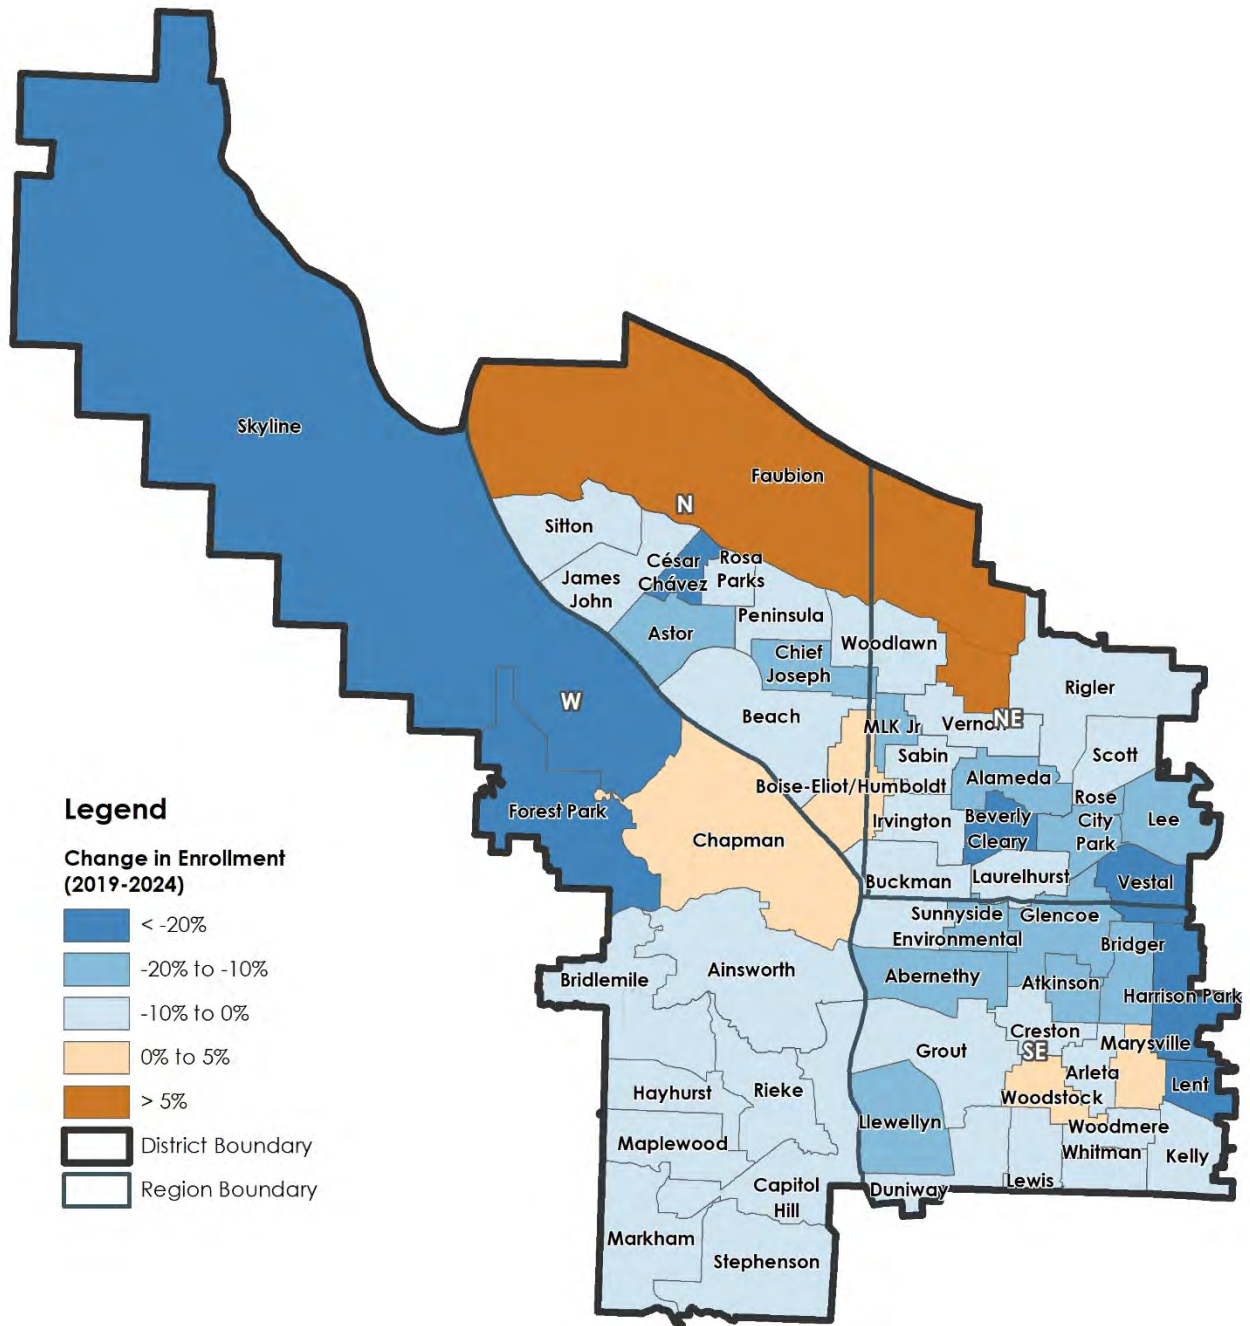 Skyline
Faubion
N
Sitton
César
Chávez
Rosa
Parks
James
John
Peninsula
Astor
Woodlawn
Chief
Joseph
Rigler
W
Beach
MLK Jr
Vernon
NE
Sabin
Scott
Boise-Eliot/Humboldt
Alameda
Forest Park
Rose
City
Park
Lee
Irvington
Beverly
Cleary
Chapman
Buckman
Laurelhurst
Vestal
Sunnyside
Environmental
Glencoe
Bridger
Bridlemile
Ainsworth
Abernethy
Atkinson
Harrison Park
Creston
Marysville
Grout
SE
Arleta
Lent
Hayhurst
Rieke
Woodstock
Llewellyn
Woodmere
Maplewood
Whitman
Kelly
Capitol
Hill
Duniway
Lewis
Markham
Stephenson
Legend
Change in Enrollment
(2019-2024)
< -20%
-20% to -10%
-10% to 0%
0% to 5%
> 5%
District Boundary
Region Boundary